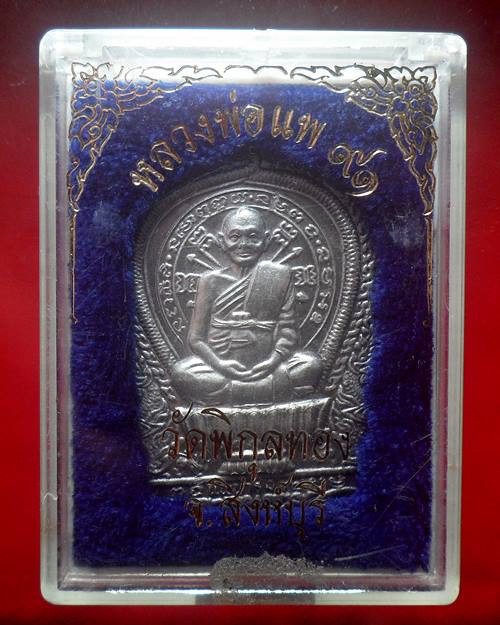 หลวงพ่อแพ ๙๑
วัดพิกุลทอง
จ.สิงห์บุรี